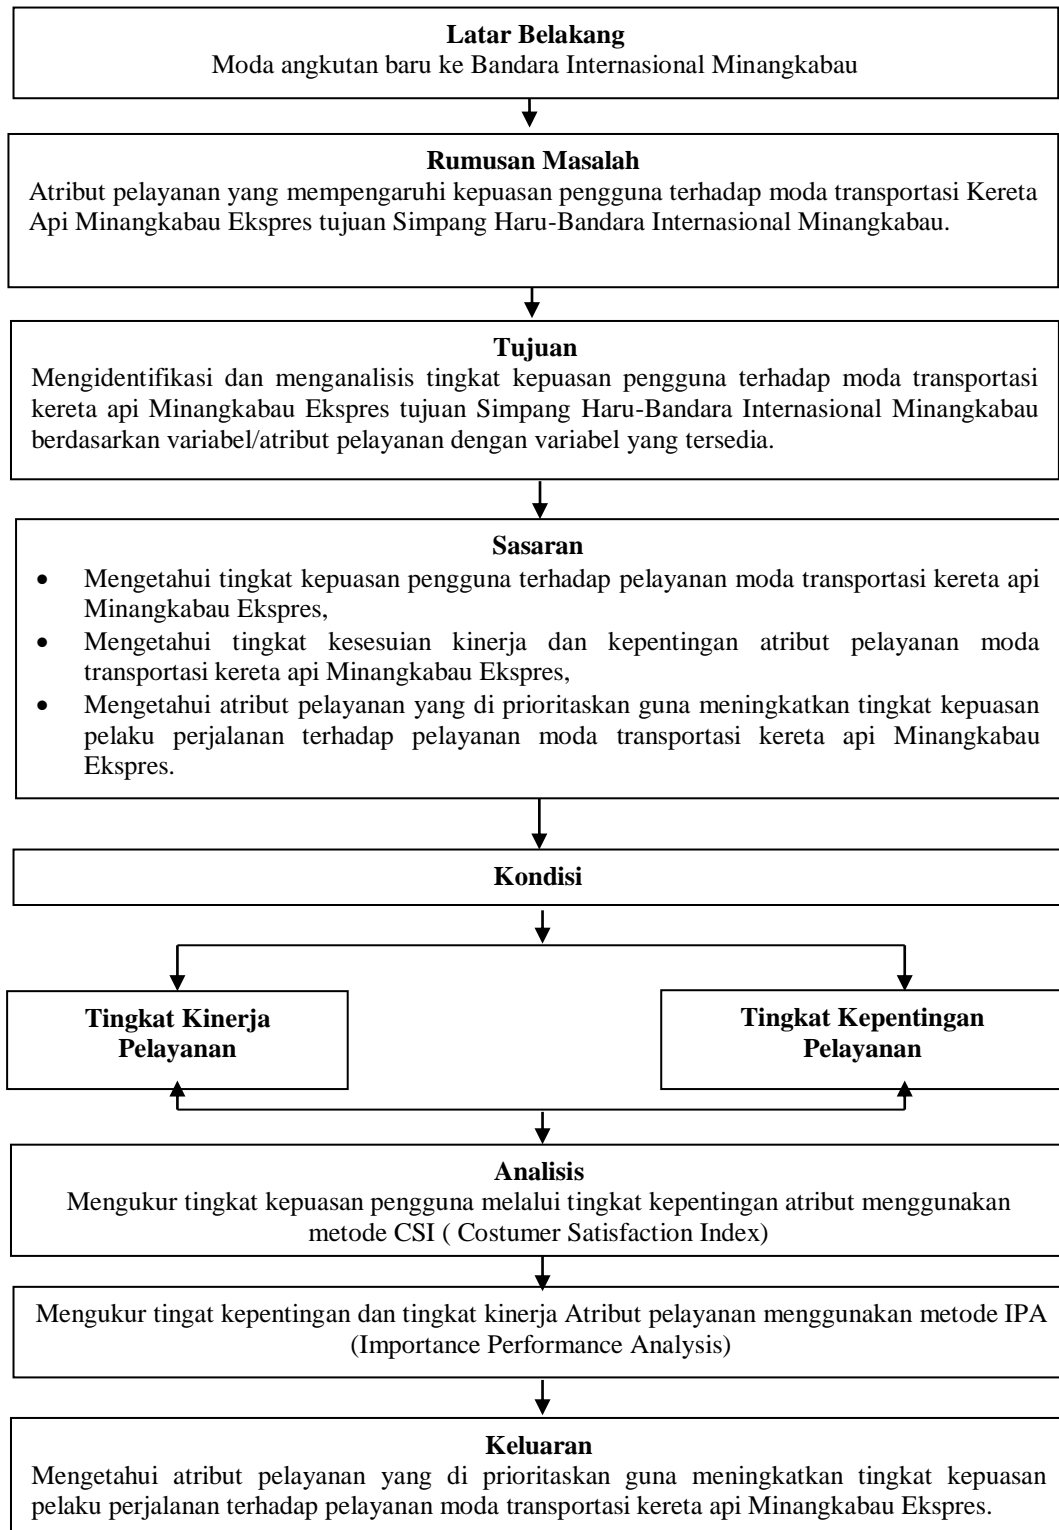 Latar Belakang
Moda angkutan baru ke Bandara Internasional Minangkabau
Rumusan Masalah
Atribut pelayanan yang mempengaruhi kepuasan pengguna terhadap moda transportasi Kereta
Api Minangkabau Ekspres tujuan Simpang Haru-Bandara Internasional Minangkabau.
Tujuan
Mengidentifikasi dan menganalisis tingkat kepuasan pengguna terhadap moda transportasi
kereta api Minangkabau Ekspres tujuan Simpang Haru-Bandara Internasional Minangkabau
berdasarkan variabel/atribut pelayanan dengan variabel yang tersedia.
Sasaran
• Mengetahui tingkat kepuasan pengguna terhadap pelayanan moda transportasi kereta api
Minangkabau Ekspres,
• Mengetahui tingkat kesesuian kinerja dan kepentingan atribut pelayanan moda
transportasi kereta api Minangkabau Ekspres,
• Mengetahui atribut pelayanan yang di prioritaskan guna meningkatkan tingkat kepuasan
pelaku perjalanan terhadap pelayanan moda transportasi kereta api Minangkabau
Ekspres.
Kondisi
Tingkat Kinerja
Pelayanan
Tingkat Kepentingan
Pelayanan
Analisis
Mengukur tingkat kepuasan pengguna melalui tingkat kepentingan atribut menggunakan
metode CSI ( Costumer Satisfaction Index)
Mengukur tingat kepentingan dan tingkat kinerja Atribut pelayanan menggunakan metode IPA
(Importance Performance Analysis)
Keluaran
Mengetahui atribut pelayanan yang di prioritaskan guna meningkatkan tingkat kepuasan
pelaku perjalanan terhadap pelayanan moda transportasi kereta api Minangkabau Ekspres.